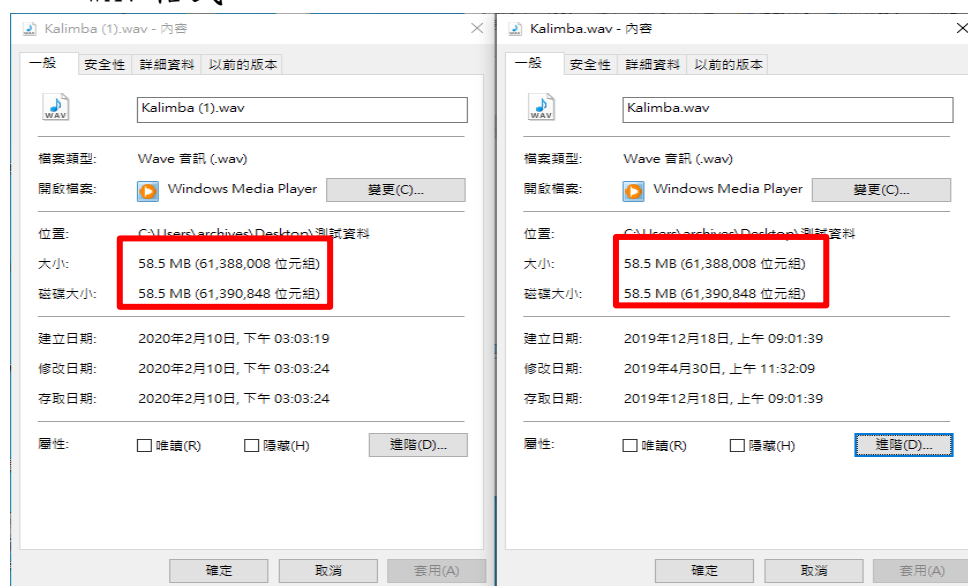 Kalimba (1).wav - 內容
一般 安全性 詳細資料 以前的版本
WAV
Kalimba (1).wav
檔案類型: Wave 音訊 (.wav)
開啟檔案: Windows Media Player 變更(C)...
位置: C:\Users\archives\Desktop\測試資料
大小: 58.5 MB (61,388,008 位元組)
磁碟大小: 58.5 MB (61,390,848 位元組)
建立日期: 2020年2月10日, 下午 03:03:19
修改日期: 2020年2月10日, 下午 03:03:24
存取日期: 2020年2月10日, 下午 03:03:24
屬性: 唯讀(R) 隱藏(H) 進階(D)...
確定 取消 套用(A)
Kalimba.wav - 內容
一般 安全性 詳細資料 以前的版本
WAV
Kalimba.wav
檔案類型: Wave 音訊 (.wav)
開啟檔案: Windows Media Player 變更(C)...
位置: C:\Users\archives\Desktop\測試資料
大小: 58.5 MB (61,388,008 位元組)
磁碟大小: 58.5 MB (61,390,848 位元組)
建立日期: 2019年12月18日, 上午 09:01:39
修改日期: 2019年4月30日, 上午 11:32:09
存取日期: 2019年12月18日, 上午 09:01:39
屬性: 唯讀(R) 隱藏(H) 進階(D)...
確定 取消 套用(A)